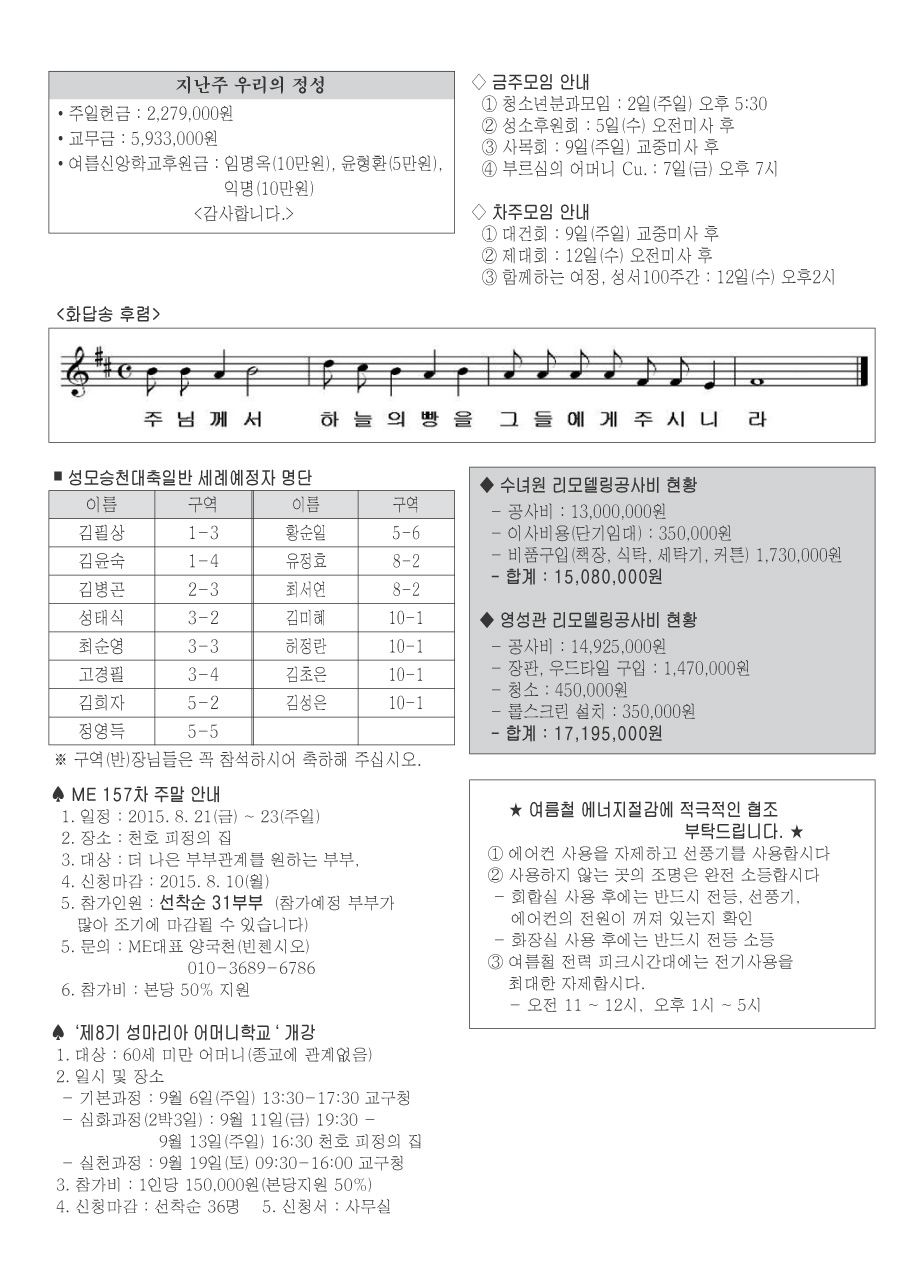 지난주 우리의 정성
• 주일헌금 : 2,279,000원
• 교무금 : 5,933,000원
• 여름신앙학교후원금 : 임명옥(10만원), 윤형환(5만원),
익명(10만원)
<감사합니다.>
◇ 금주모임 안내
① 청소년분과모임 : 2일(주일) 오후 5:30
② 성소후원회 : 5일(수) 오전미사 후
③ 사목회 : 9일(주일) 교중미사 후
④ 부르심의 어머니 Cu. : 7일(금) 오후 7시
◇ 차주모임 안내
① 대건회 : 9일(주일) 교중미사 후
② 제대회 : 12일(수) 오전미사 후
③ 함께하는 여정, 성서100주간 : 12일(수) 오후2시
<화답송 후렴>
주 님 께 서 하 늘 의 빵 을 그 들 에 게 주 시 니 라
■ 성모승천대축일반 세례예정자 명단
이름 구역 이름 구역
김필상 1-3 황순일 5-6
김윤숙 1-4 유정효 8-2
김병곤 2-3 최서연 8-2
성태식 3-2 김미혜 10-1
최순영 3-3 허정란 10-1
고경필 3-4 김초은 10-1
김희자 5-2 김성은 10-1
정영득 5-5
※ 구역(반)장님들은 꼭 참석하시어 축하해 주십시오.
♠ ME 157차 주말 안내
1. 일정 : 2015. 8. 21(금) ~ 23(주일)
2. 장소 : 천호 피정의 집
3. 대상 : 더 나은 부부관계를 원하는 부부,
4. 신청마감 : 2015. 8. 10(월)
5. 참가인원 : 선착순 31부부 (참가예정 부부가
많아 조기에 마감될 수 있습니다)
5. 문의 : ME대표 양국천(빈첸시오)
010-3689-6786
6. 참가비 : 본당 50% 지원
♠ '제8기 성마리아 어머니학교 ' 개강
1. 대상 : 60세 미만 어머니(종교에 관계없음)
2. 일시 및 장소
- 기본과정 : 9월 6일(주일) 13:30-17:30 교구청
- 심화과정(2박3일) : 9월 11일(금) 19:30 -
9월 13일(주일) 16:30 천호 피정의 집
- 실천과정 : 9월 19일(토) 09:30-16:00 교구청
3. 참가비 : 1인당 150,000원(본당지원 50%)
4. 신청마감 : 선착순 36명 5. 신청서 : 사무실
◆ 수녀원 리모델링공사비 현황
- 공사비 : 13,000,000원
- 이사비용(단기임대) : 350,000원
- 비품구입(책장, 식탁, 세탁기, 커튼) 1,730,000원
- 합계 : 15,080,000원
◆ 영성관 리모델링공사비 현황
- 공사비 : 14,925,000원
- 장판, 우드타일 구입 : 1,470,000원
- 청소 : 450,000원
- 롤스크린 설치 : 350,000원
- 합계 : 17,195,000원
★ 여름철 에너지절감에 적극적인 협조
부탁드립니다. ★
① 에어컨 사용을 자제하고 선풍기를 사용합시다
② 사용하지 않는 곳의 조명은 완전 소등합시다
- 회합실 사용 후에는 반드시 전등, 선풍기,
에어컨의 전원이 꺼져 있는지 확인
- 화장실 사용 후에는 반드시 전등 소등
③ 여름철 전력 피크시간대에는 전기사용을
최대한 자제합시다.
- 오전 11 ~ 12시, 오후 1시 ~ 5시